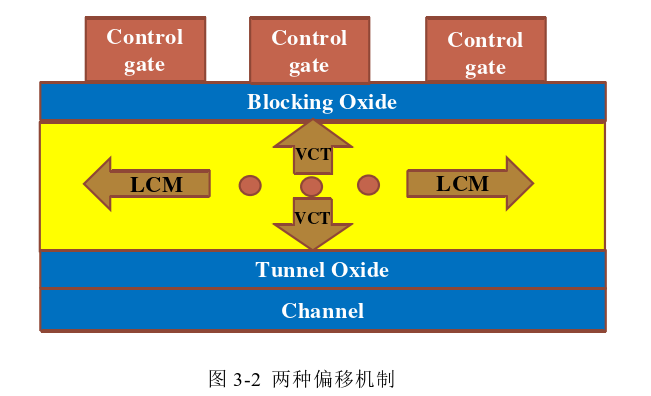 Control gate
Control gate
Control gate
Blocking Oxide
VCT
LCM
LCM
VCT
Tunnel Oxide
Channel
图 3-2 两种偏移机制